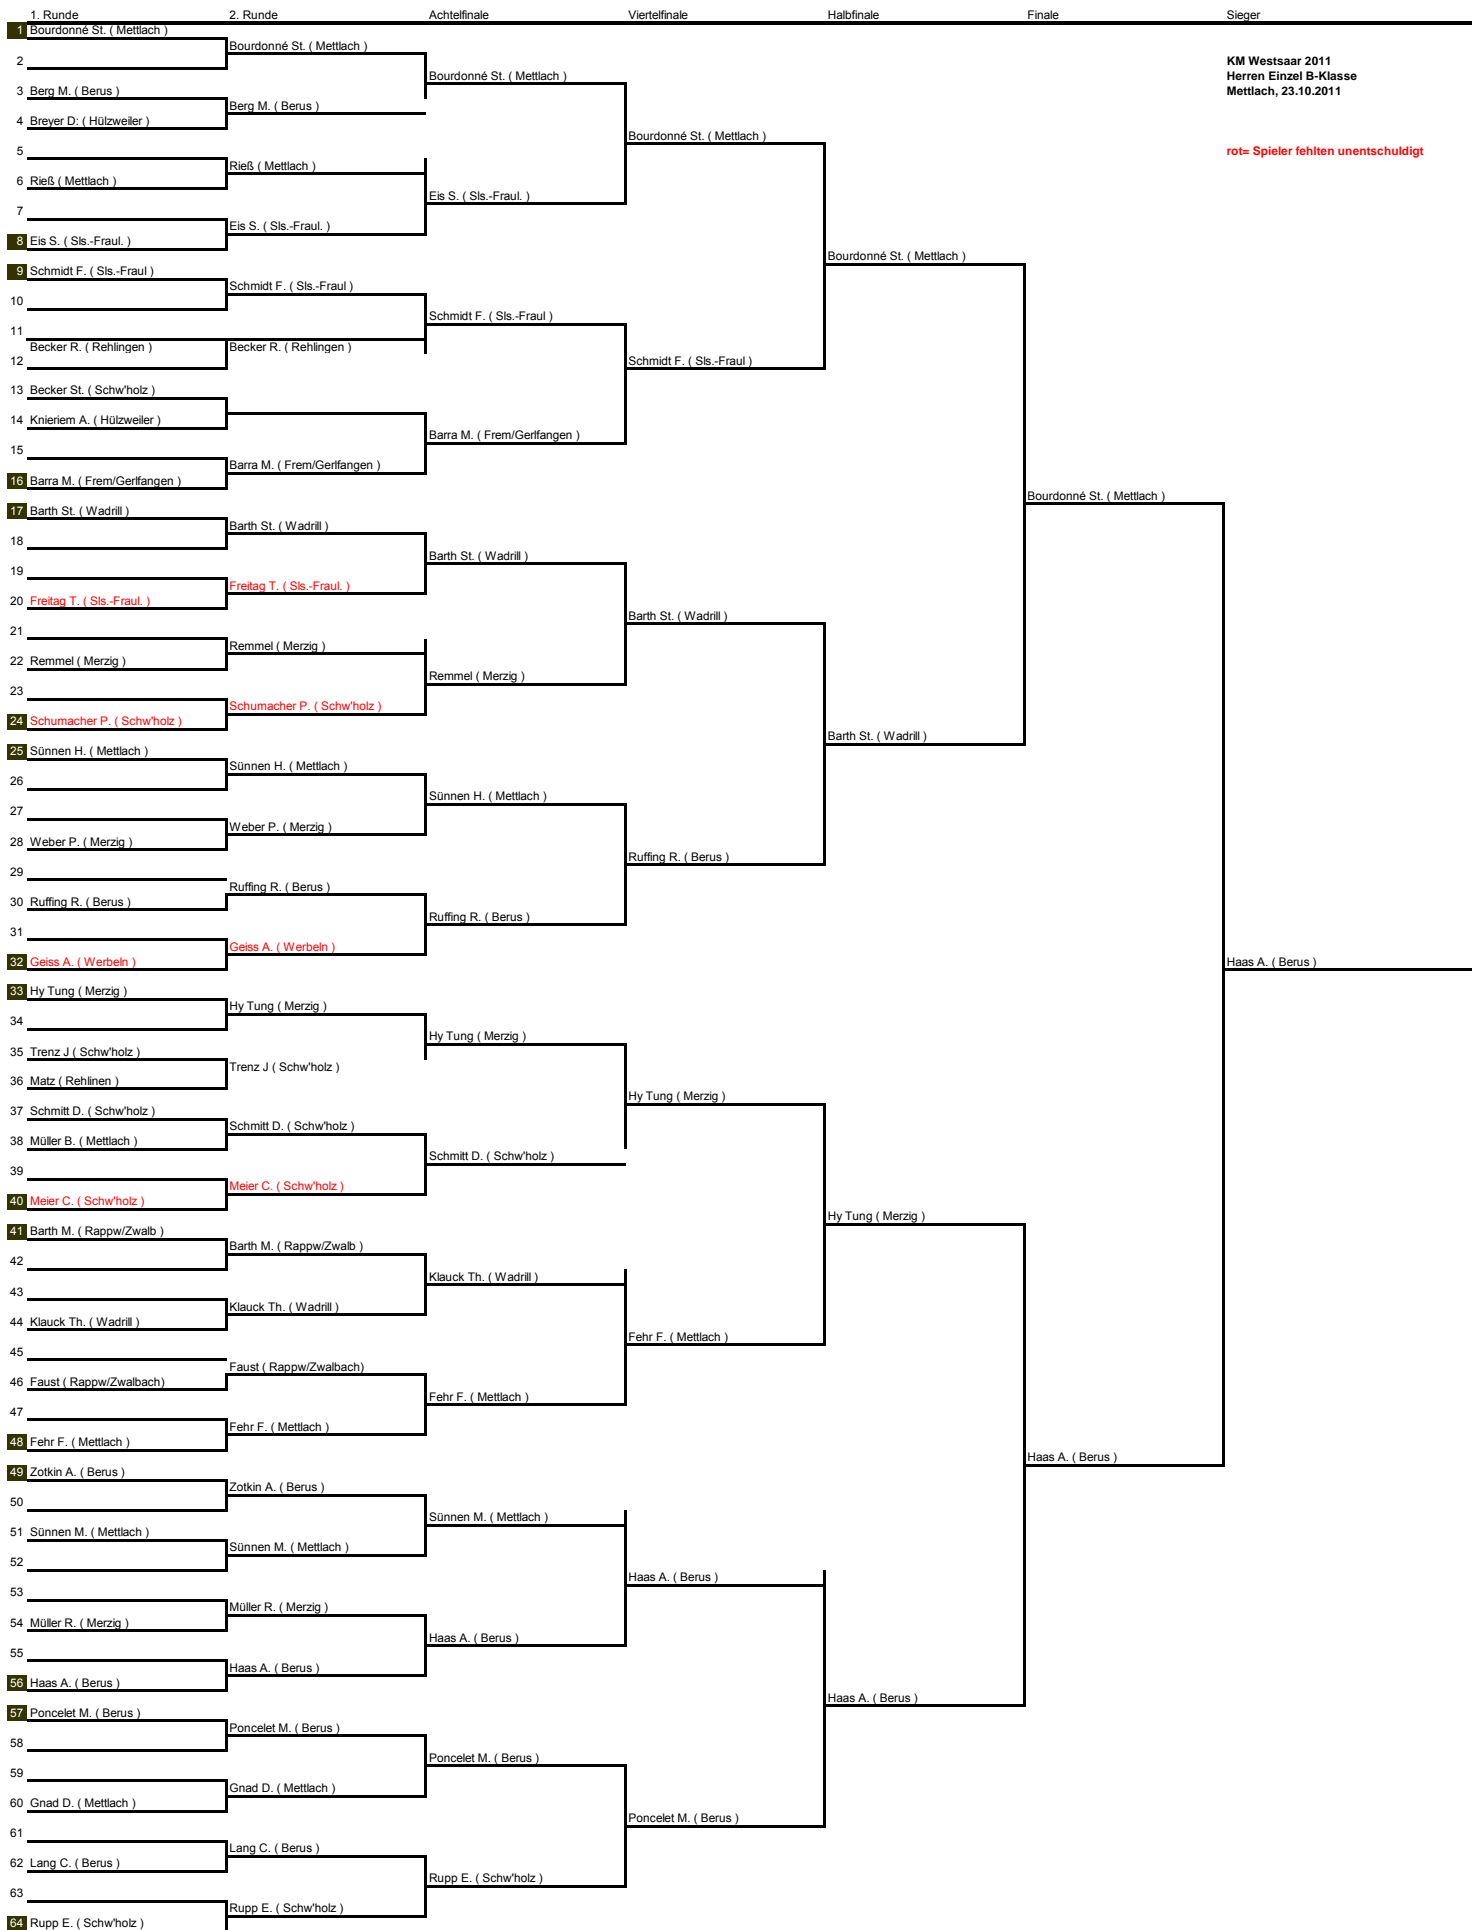 1. Runde 2. Runde Achtelfinale Viertelfinale Halbfinale Finale Sieger
1 Bourdonné St. ( Mettlach )
Bourdonné St. ( Mettlach )
2 KM Westsaar 2011
Bourdonné St. ( Mettlach ) Herren Einzel B-Klasse
3 Berg M. ( Berus ) Mettlach, 23.10.2011
Berg M. ( Berus )
4 Breyer D: ( Hülzweiler )
Bourdonné St. ( Mettlach )
5 rot= Spieler fehlten unentschuldigt
Rieß ( Mettlach )
6 Rieß ( Mettlach )
Eis S. ( Sls.-Fraul. )
7
Eis S. ( Sls.-Fraul. )
8 Eis S. ( Sls.-Fraul. )
Bourdonné St. ( Mettlach )
9 Schmidt F. ( Sls.-Fraul )
Schmidt F. ( Sls.-Fraul )
10
Schmidt F. ( Sls.-Fraul )
11
Becker R. ( Rehlingen ) Becker R. ( Rehlingen )
12 Schmidt F. ( Sls.-Fraul )
13 Becker St. ( Schw'holz )
14 Knieriem A. ( Hülzweiler )
Barra M. ( Frem/Gerlfangen )
15
Barra M. ( Frem/Gerlfangen )
16 Barra M. ( Frem/Gerlfangen )
Bourdonné St. ( Mettlach )
17 Barth St. ( Wadrill )
Barth St. ( Wadrill )
18
Barth St. ( Wadrill )
19
Freitag T. ( Sls.-Fraul. )
20 Freitag T. ( Sls.-Fraul. )
Barth St. ( Wadrill )
21
Remmel ( Merzig )
22 Remmel ( Merzig )
Remmel ( Merzig )
23
Schumacher P. ( Schw'holz )
24 Schumacher P. ( Schw'holz )
Barth St. ( Wadrill )
25 Sünnen H. ( Mettlach )
Sünnen H. ( Mettlach )
26
Sünnen H. ( Mettlach )
27
Weber P. ( Merzig )
28 Weber P. ( Merzig )
Ruffing R. ( Berus )
29
Ruffing R. ( Berus )
30 Ruffing R. ( Berus )
Ruffing R. ( Berus )
31
Geiss A. ( Werbeln )
32 Geiss A. ( Werbeln ) Haas A. ( Berus )
33 Hy Tung ( Merzig )
Hy Tung ( Merzig )
34
Hy Tung ( Merzig )
35 Trenz J ( Schw'holz )
Trenz J ( Schw'holz )
36 Matz ( Rehlinen )
Hy Tung ( Merzig )
37 Schmitt D. ( Schw'holz )
Schmitt D. ( Schw'holz )
38 Müller B. ( Mettlach )
Schmitt D. ( Schw'holz )
39
Meier C. ( Schw'holz )
40 Meier C. ( Schw'holz )
Hy Tung ( Merzig )
41 Barth M. ( Rappw/Zwalb )
Barth M. ( Rappw/Zwalb )
42
Klauck Th. ( Wadrill )
43
Klauck Th. ( Wadrill )
44 Klauck Th. ( Wadrill )
Fehr F. ( Mettlach )
45
Faust ( Rappw/Zwalbach)
46 Faust ( Rappw/Zwalbach)
Fehr F. ( Mettlach )
47
Fehr F. ( Mettlach )
48 Fehr F. ( Mettlach )
Haas A. ( Berus )
49 Zotkin A. ( Berus )
Zotkin A. ( Berus )
50
Sünnen M. ( Mettlach )
51 Sünnen M. ( Mettlach )
Sünnen M. ( Mettlach )
52
Haas A. ( Berus )
53
Müller R. ( Merzig )
54 Müller R. ( Merzig )
Haas A. ( Berus )
55
Haas A. ( Berus )
56 Haas A. ( Berus )
Haas A. ( Berus )
57 Poncelet M. ( Berus )
Poncelet M. ( Berus )
58
Poncelet M. ( Berus )
59
Gnad D. ( Mettlach )
60 Gnad D. ( Mettlach )
Poncelet M. ( Berus )
61
Lang C. ( Berus )
62 Lang C. ( Berus )
Rupp E. ( Schw'holz )
63
Rupp E. ( Schw'holz )
64 Rupp E. ( Schw'holz )